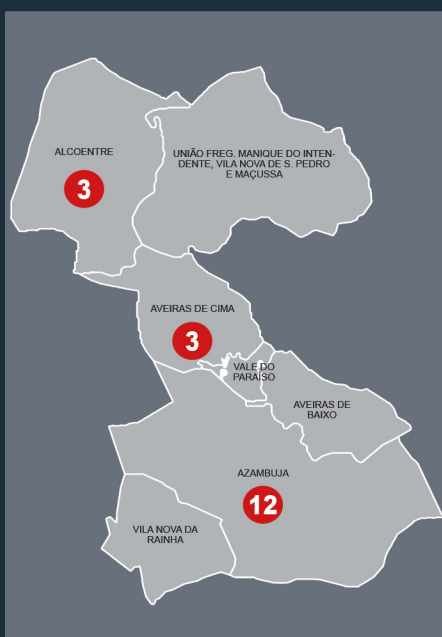 ALCOENTRE
3
UNIÃO FREG. MANIQUE DO INTEN-
DENTE, VILA NOVA DE S. PEDRO
E MAÇUSSA
AVEIRAS DE CIMA
3
VALE DO
PARAÍSO
AVEIRAS DE
BAIXO
AZAMBUJA
12
VILA NOVA DA
RAINHA